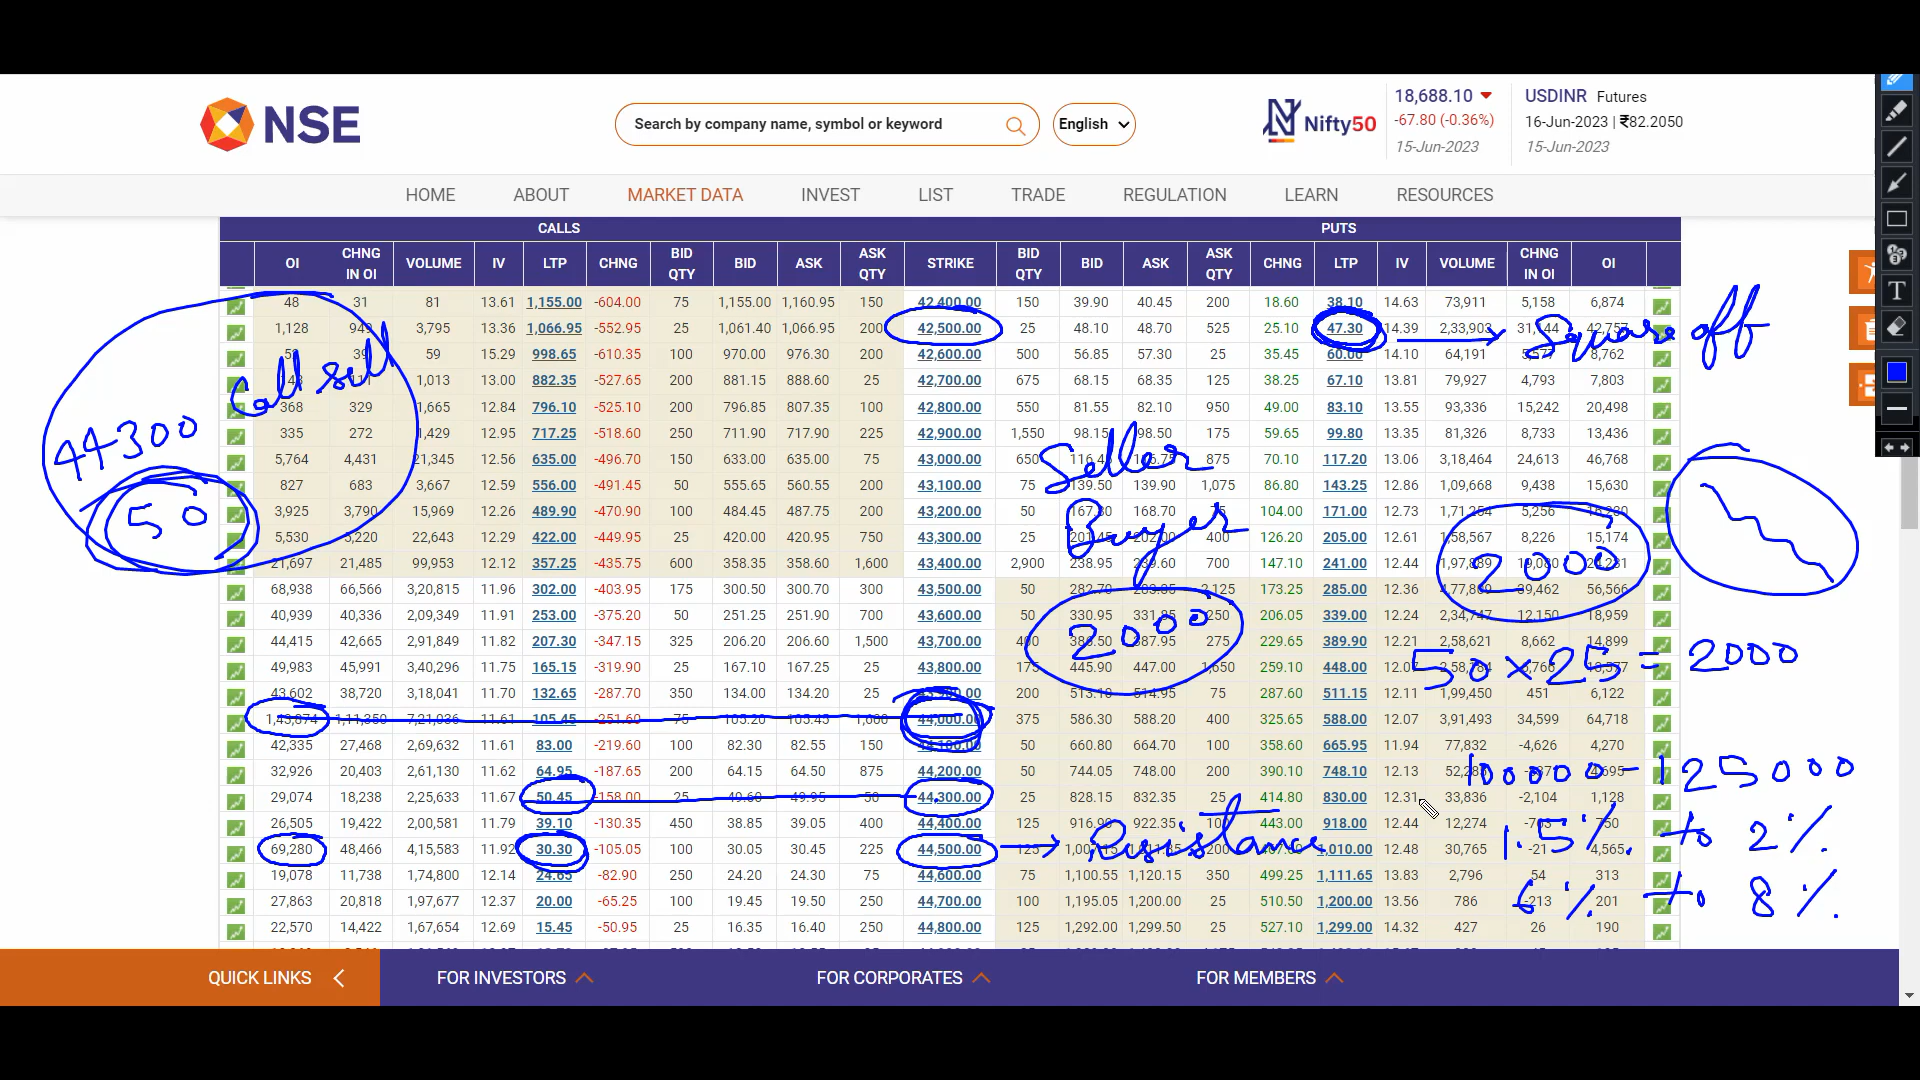 NSE
Search by company name, symbol or keyword
English
Nifty50
18,688.10
-67.80 (-0.36%)
15-Jun-2023
USDINR Futures
16-Jun-2023 | ₹82.2050
15-Jun-2023
HOME ABOUT MARKET DATA INVEST LIST TRADE REGULATION LEARN RESOURCES
CALLS PUTS
OI CHNG IN OI VOLUME IV LTP CHNG BID QTY BID ASK ASK QTY STRIKE BID QTY BID ASK ASK QTY CHNG LTP IV VOLUME CHNG IN OI OI
48 31 81 13.61 1,155.00 -604.00 75 1,155.00 1,160.95 150 42,400.00 150 39.90 40.45 200 18.60 38.10 14.63 73,911 5,158 6,874
1,128 3,795 13.36 1,066.95 -552.95 25 1,061.40 1,066.95 200 42,500.00 25 48.10 48.70 525 25.10 47.30 14.39 2,33,903
59 15.29 998.65 -610.35 100 970.00 976.30 200 42,600.00 500 56.85 57.30 25 35.45 60.00 14.10 64,191 8,762
1,013 13.00 882.35 -527.65 100 881.15 888.60 25 42,700.00 675 68.15 68.35 125 38.25 67.10 13.81 79,927 4,793 7,803
368 329 1,665 12.84 796.10 -525.10 200 796.85 807.35 100 42,800.00 550 81.55 82.10 950 49.00 83.10 13.55 93,336 15,242 20,498
335 272 1,429 12.95 717.25 -518.60 250 711.90 717.90 225 42,900.00 1,550 98.15 98.50 175 59.65 99.80 13.35 81,326 8,733 13,436
5,764 4,431 21,345 12.56 635.00 -496.70 150 633.00 635.00 75 43,000.00 650 875 70.10 117.20 13.06 3,18,464 24,613 46,768
827 683 3,667 12.59 556.00 -491.45 50 555.65 560.55 200 43,100.00 75 139.50 139.90 1,075 86.80 143.25 12.86 1,09,668 9,438 15,630
3,925 3,790 15,969 12.26 489.90 -470.90 100 484.45 487.75 200 43,200.00 50 168.70 104.00 171.00 12.73 5,256
5,530 5,220 22,643 12.29 422.00 -449.95 25 420.00 420.95 750 43,300.00 25 400 126.20 205.00 12.61 1,58,567 8,226 15,174
21,697 21,485 99,953 12.12 357.25 -435.75 600 358.35 358.60 1,600 43,400.00 2,900 238.95 239.60 700 147.10 241.00 12.44
68,938 66,566 3,20,815 11.96 302.00 -403.95 175 300.50 300.70 300 43,500.00 50 2,125 173.25 285.00 12.36 39,462 56,566
40,939 40,336 2,09,349 11.91 253.00 -375.20 50 251.25 251.90 700 43,600.00 50 330.95 331.85 250 206.05 339.00 12.24 2,34,747 12,150 18,959
44,415 42,665 2,91,849 11.82 207.30 -347.15 325 206.20 206.60 1,500 43,700.00 275 229.65 389.90 12.21 2,58,621 8,662 14,899
49,983 45,991 3,40,296 11.75 165.15 -319.90 25 167.10 167.25 25 43,800.00 175 445.90 447.00 259.10 448.00
43,602 38,720 3,18,041 11.70 132.65 -287.70 350 134.00 134.20 25 200 75 287.60 511.15 12.11 1,99,450 451 6,122
105.45 44,000.00 375 586.30 588.20 400 325.65 588.00 12.07 3,91,493 34,599 64,718
42,335 27,468 2,69,632 11.61 83.00 -219.60 100 82.30 82.55 150 44,100.00 50 660.80 664.70 100 358.60 665.95 11.94 77,832 -4,626 4,270
32,926 20,403 2,61,130 11.62 64.95 -187.65 200 64.15 64.50 875 44,200.00 50 744.05 748.00 200 390.10 748.10 12.13
29,074 18,238 2,25,633 11.67 50.45 -158.00 25 50 44,300.00 25 828.15 832.35 25 414.80 830.00 12.31 33,836 -2,104 1,128
26,505 19,422 2,00,581 11.79 39.10 -130.35 450 38.85 39.05 400 44,400.00 125 916.90 922.35 443.00 918.00 12.44 12,274
69,280 48,466 4,15,583 11.92 30.30 -105.05 100 30.05 30.45 225 44,500.00 1,010.00 12.48 30,765 4,565
19,078 11,738 1,74,800 12.14 24.65 -82.90 250 24.20 24.30 75 44,600.00 75 1,100.55 1,120.15 350 499.25 1,111.65 13.83 2,796 54 313
27,863 20,818 1,97,677 12.37 20.00 -65.25 100 19.45 19.50 250 44,700.00 100 1,195.05 1,200.00 25 510.50 1,200.00 13.56 786 -213 201
22,570 14,422 1,67,654 12.69 15.45 -50.95 25 16.35 16.40 250 44,800.00 125 1,292.00 1,299.50 25 527.10 1,299.00 14.32 427 26 190
Call sell
44300
50
Square off
Seller
Buyer
2000
2000
50 x 25 = 2000
100000 - 125000
Resistance
1.5 % to 2 %
6 % to 8 %
QUICK LINKS FOR INVESTORS FOR CORPORATES FOR MEMBERS